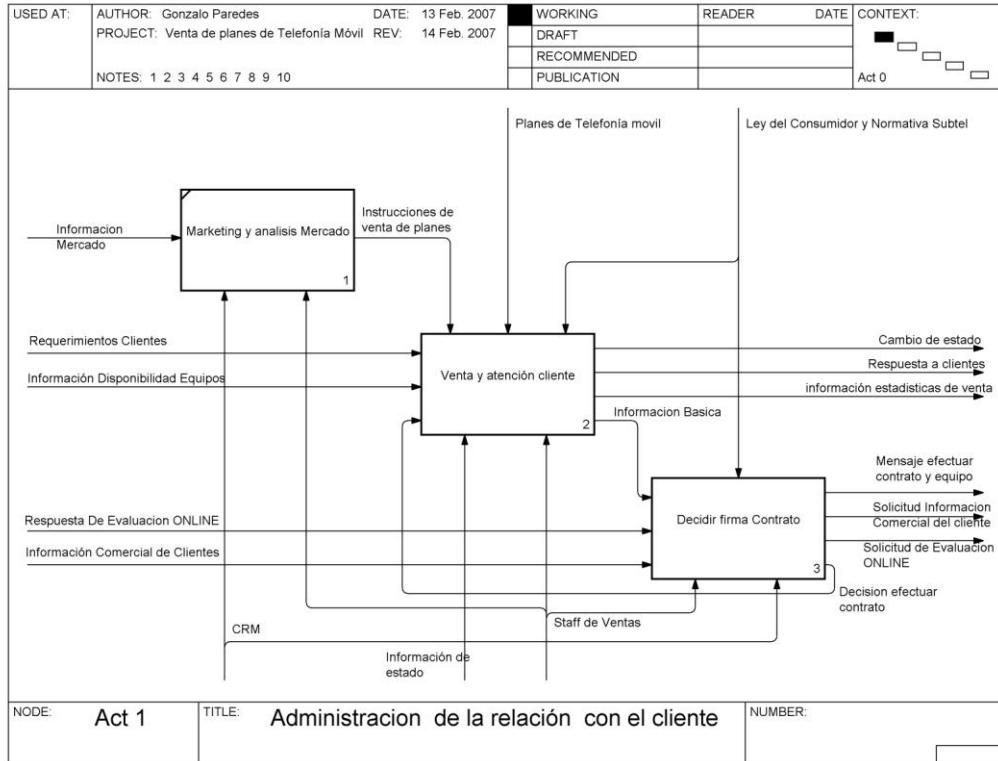 USED AT:
AUTHOR: Gonzalo Paredes
DATE: 13 Feb. 2007
PROJECT: Venta de planes de Telefonía Móvil
REV: 14 Feb. 2007
NOTES: 1 2 3 4 5 6 7 8 9 10
WORKING
DRAFT
RECOMMENDED
PUBLICATION
READER
DATE
CONTEXT:
Act 0
Planes de Telefonía movil
Ley del Consumidor y Normativa Subtel
Informacion
Mercado
Marketing y analisis Mercado
1
Instrucciones de
venta de planes
Requerimientos Clientes
Información Disponibilidad Equipos
Venta y atención cliente
2
Cambio de estado
Respuesta a clientes
información estadisticas de venta
Informacion Basica
Respuesta De Evaluacion ONLINE
Información Comercial de Clientes
Decidir firma Contrato
3
Mensaje efectuar
contrato y equipo
Solicitud Informacion
Comercial del cliente
Solicitud de Evaluacion
ONLINE
Decision efectuar
contrato
CRM
Staff de Ventas
Información de
estado
NODE:
Act 1
TITLE:
Administracion de la relación con el cliente
NUMBER: